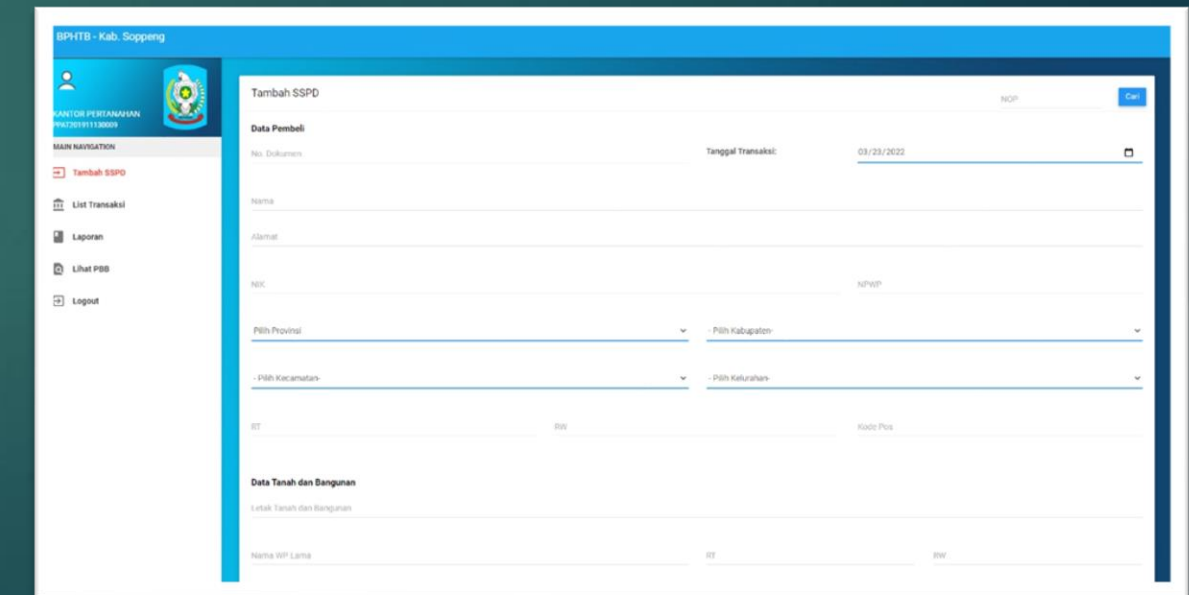 BPHTB - Kab. Soppeng
KANTOR PERTANAHAN
PPAT201911130009
MAIN NAVIGATION
Tambah SSPD
List Transaksi
Laporan
Lihat PBB
Logout
Tambah SSPD
NOP
Cari
Data Pembeli
No. Dokumen
Tanggal Transaksi:
03/23/2022
Nama
Alamat
NIK
NPWP
Pilih Provinsi
- Pilih Kabupaten-
- Pilih Kecamatan-
- Pilih Kelurahan-
RT
RW
Kode Pos
Data Tanah dan Bangunan
Letak Tanah dan Bangunan
Nama WP Lama
RT
RW